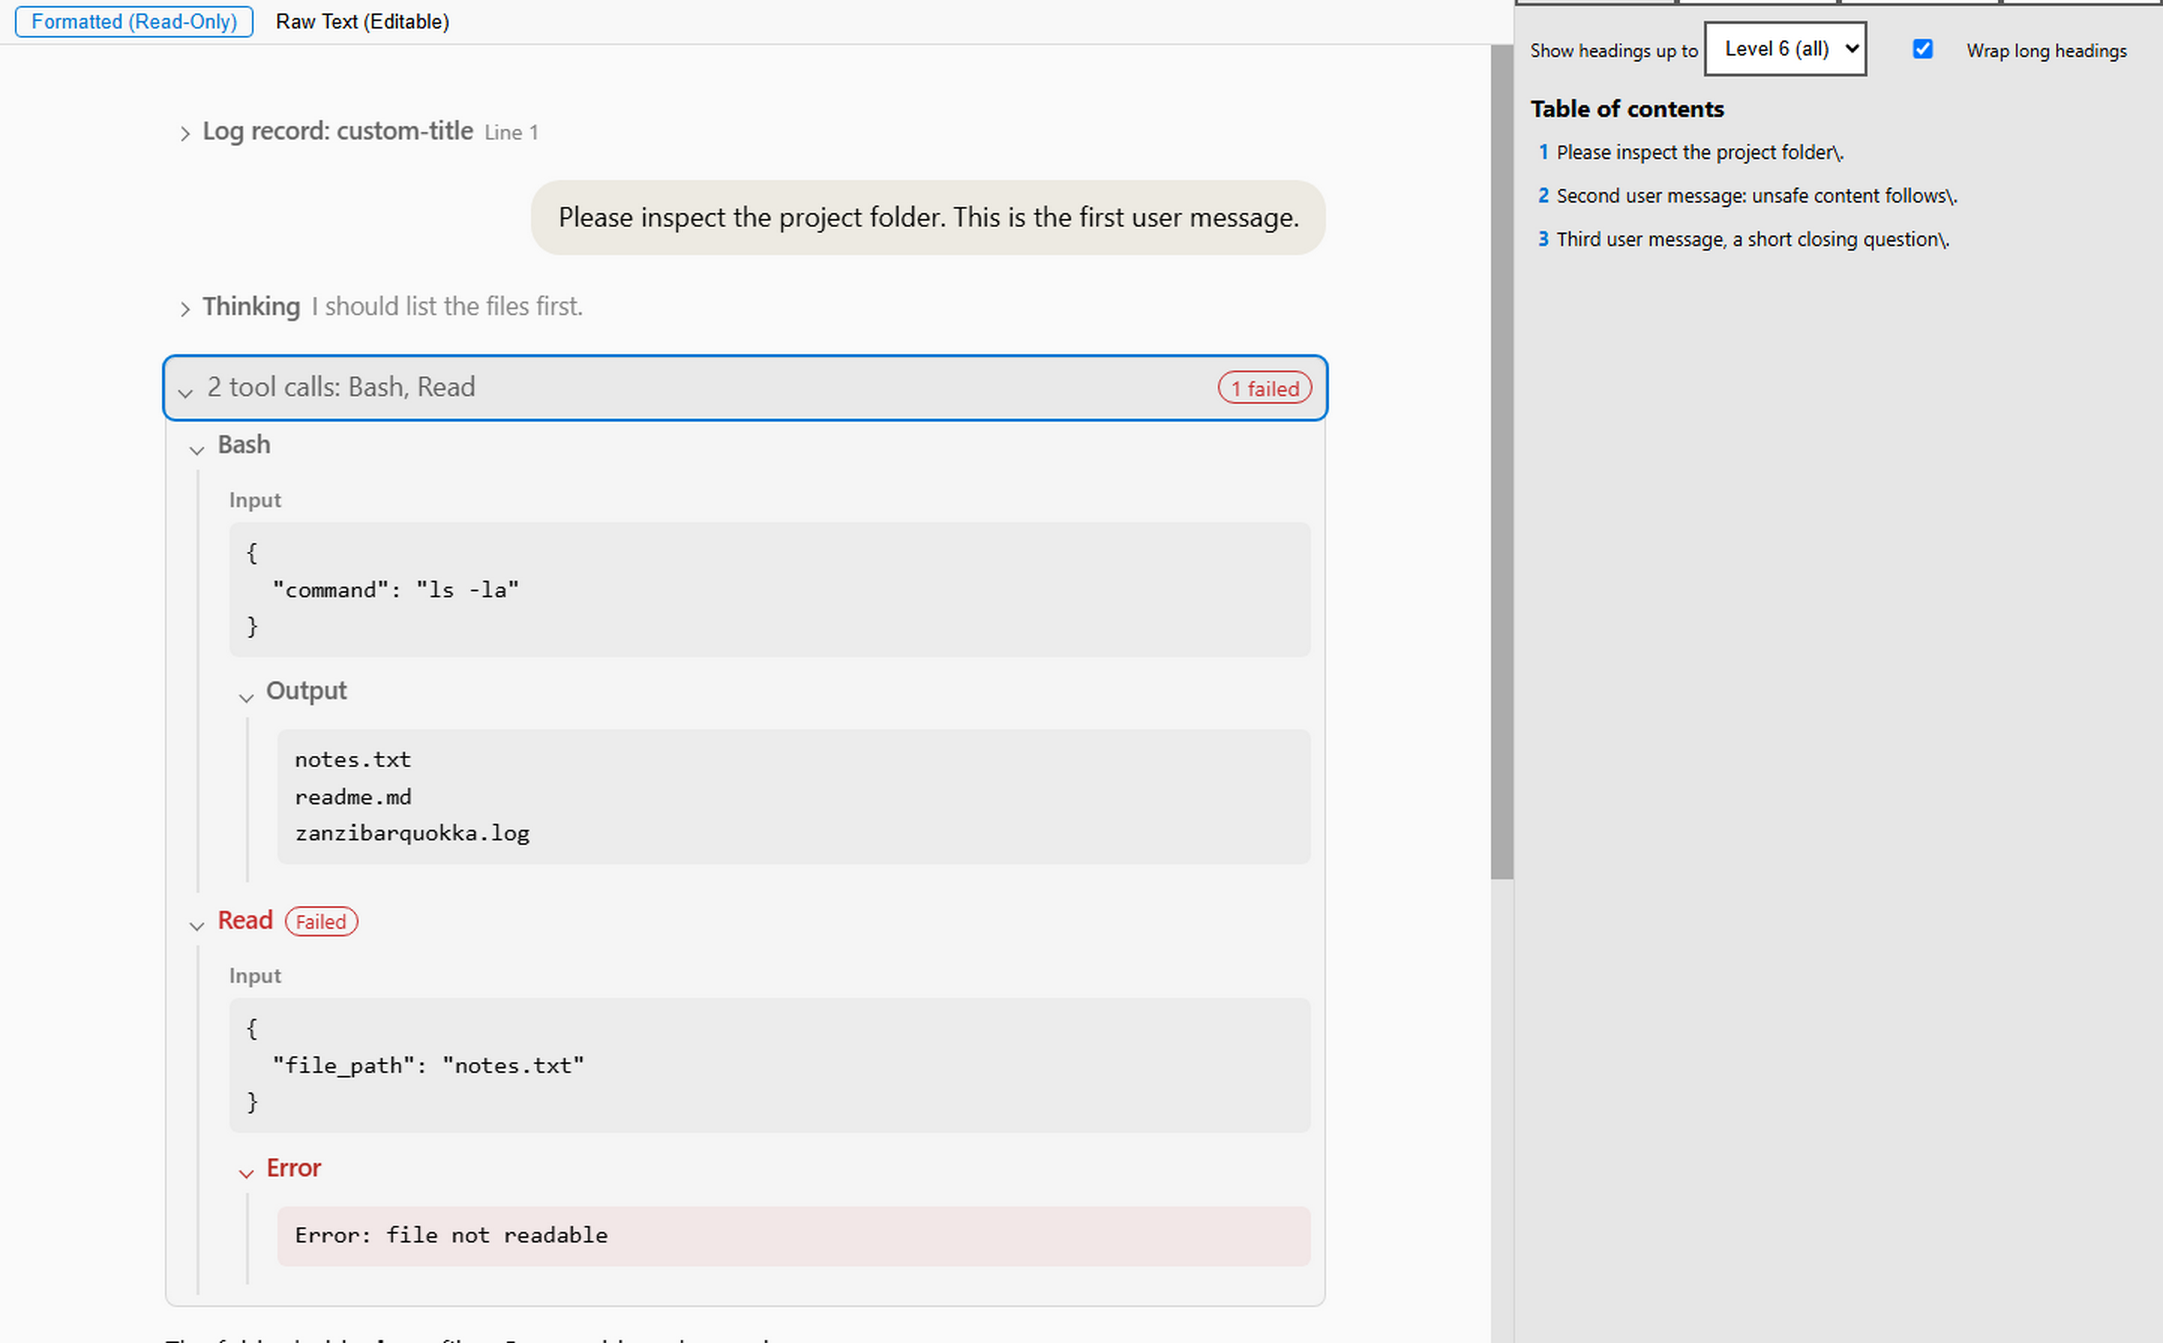 Formatted (Read-Only) Raw Text (Editable)
Log record: custom-title Line 1
Please inspect the project folder. This is the first user message.
Thinking I should list the files first.
2 tool calls: Bash, Read 1 failed
Bash
Input
{
"command": "ls -la"
}
Output
notes.txt
readme.md
zanzibarquokka.log
Read Failed
Input
{
"file_path": "notes.txt"
}
Error
Error: file not readable
Show headings up to Level 6 (all) Wrap long headings
Table of contents
1 Please inspect the project folder\.
2 Second user message: unsafe content follows\.
3 Third user message, a short closing question\.